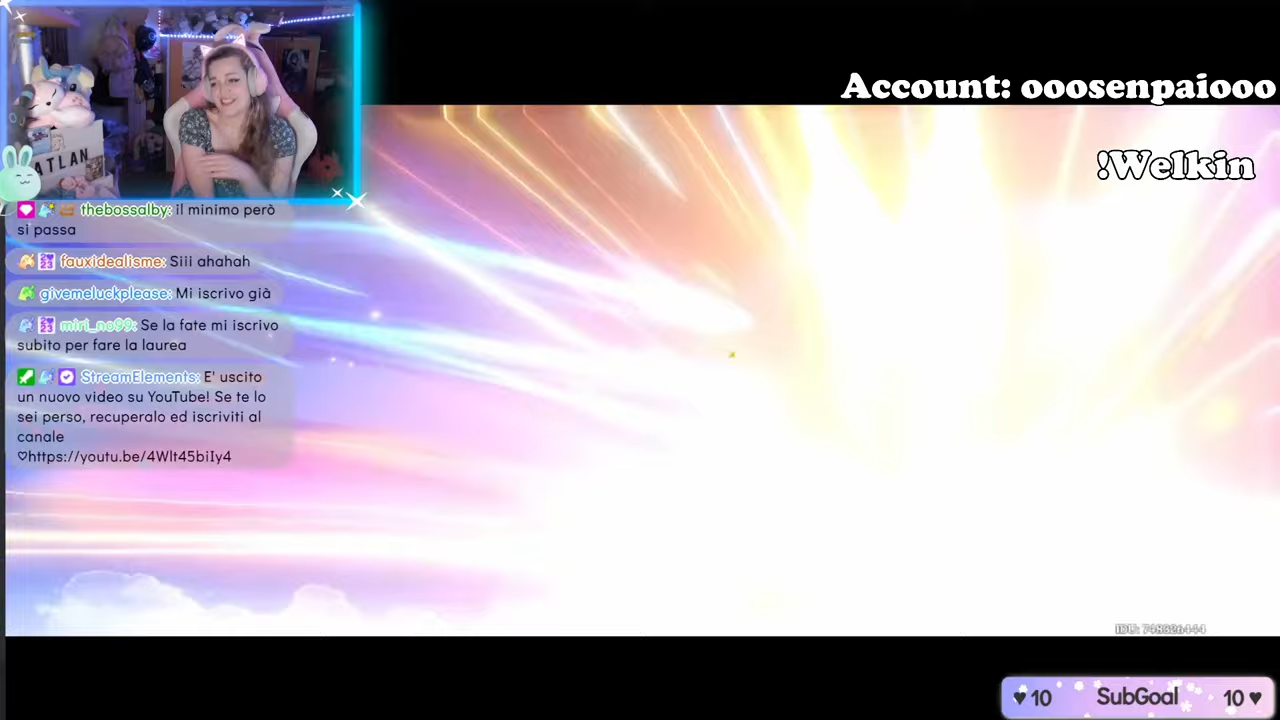 Account: ooosenpaiooo
!Welkin
ATLAN
thebossalby: il minimo però
si passa
fauxidealisme: Siii ahahah
givemeluckplease: Mi iscrivo già
miri_no99: Se la fate mi iscrivo
subito per fare la laurea
StreamElements: E' uscito
un nuovo video su YouTube! Se te lo
sei perso, recuperalo ed iscriviti al
canale
♡https://youtu.be/4Wlt45biIy4
♥10 SubGoal 10♥